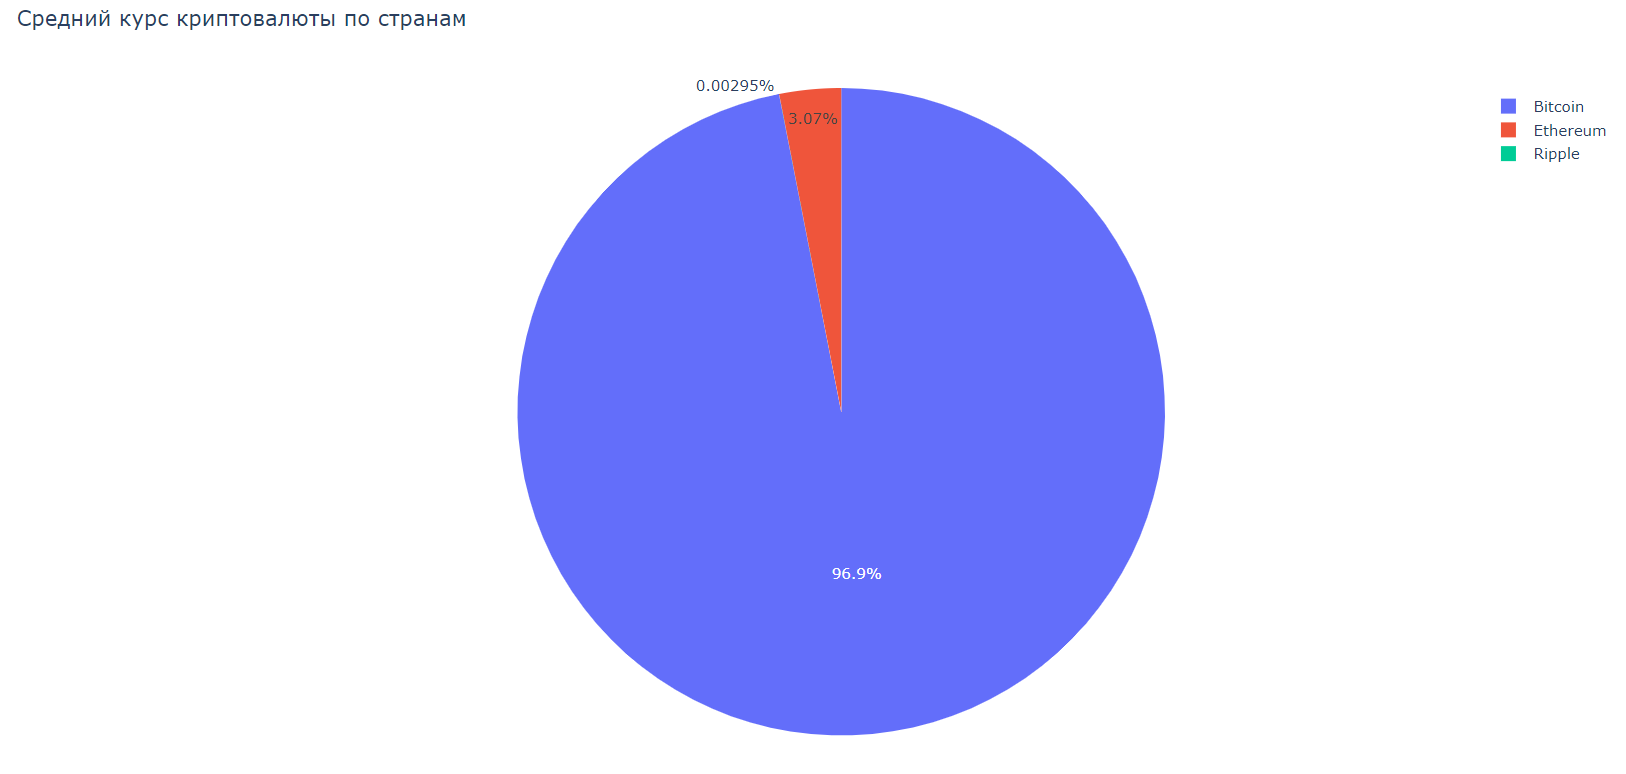 Средний курс криптовалюты по странам
0.00295%
3.07%
96.9%
Bitcoin
Ethereum
Ripple